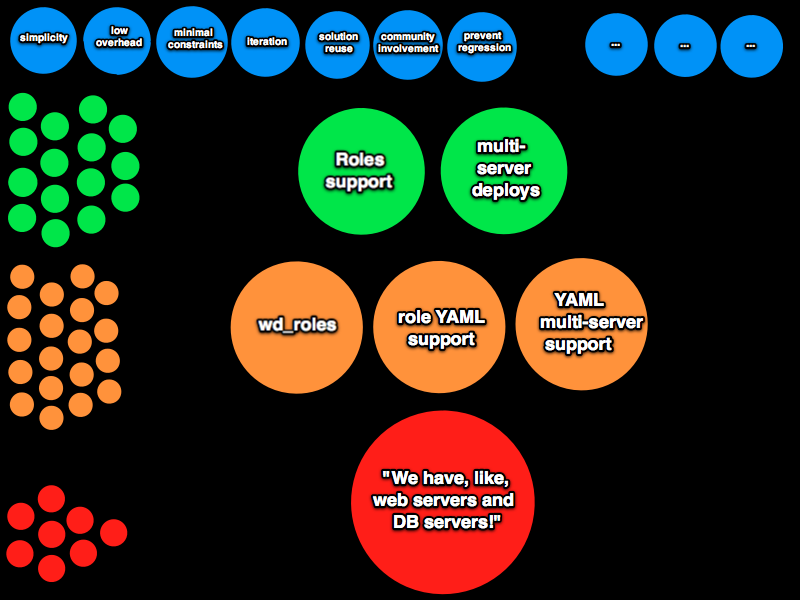 simplicity
low
overhead
minimal
constraints
iteration
solution
reuse
community
involvement
prevent
regression
...
...
...
Roles
support
multi-
server
deploys
wd_roles
role YAML
support
YAML
multi-server
support
"We have, like,
web servers and
DB servers!"